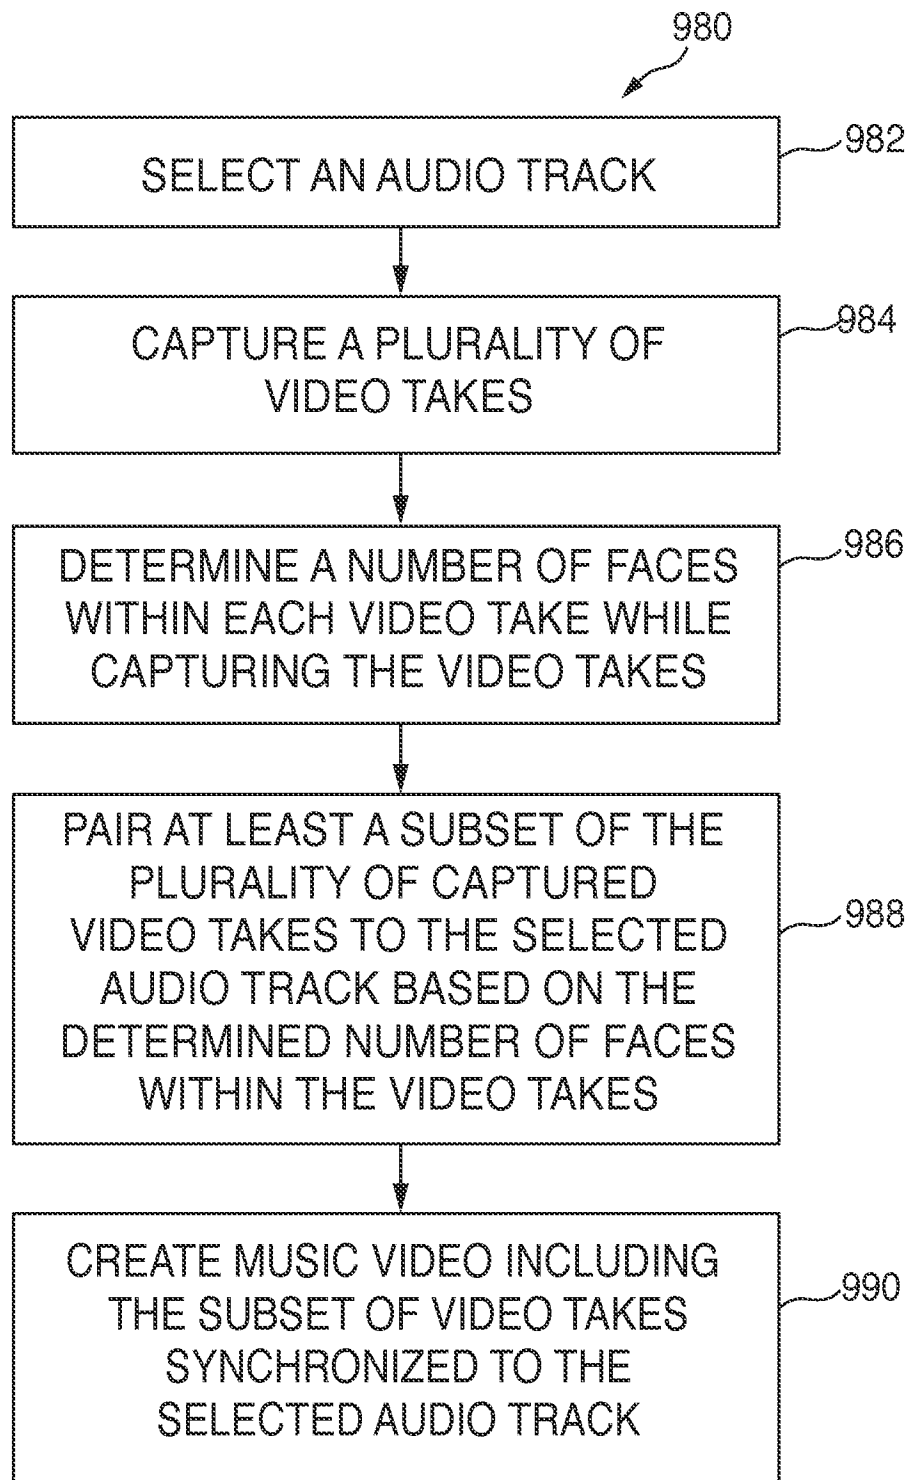 980
SELECT AN AUDIO TRACK
982
CAPTURE A PLURALITY OF
VIDEO TAKES
984
DETERMINE A NUMBER OF FACES
WITHIN EACH VIDEO TAKE WHILE
CAPTURING THE VIDEO TAKES
986
PAIR AT LEAST A SUBSET OF THE
PLURALITY OF CAPTURED
VIDEO TAKES TO THE SELECTED
AUDIO TRACK BASED ON THE
DETERMINED NUMBER OF FACES
WITHIN THE VIDEO TAKES
988
CREATE MUSIC VIDEO INCLUDING
THE SUBSET OF VIDEO TAKES
SYNCHRONIZED TO THE
SELECTED AUDIO TRACK
990